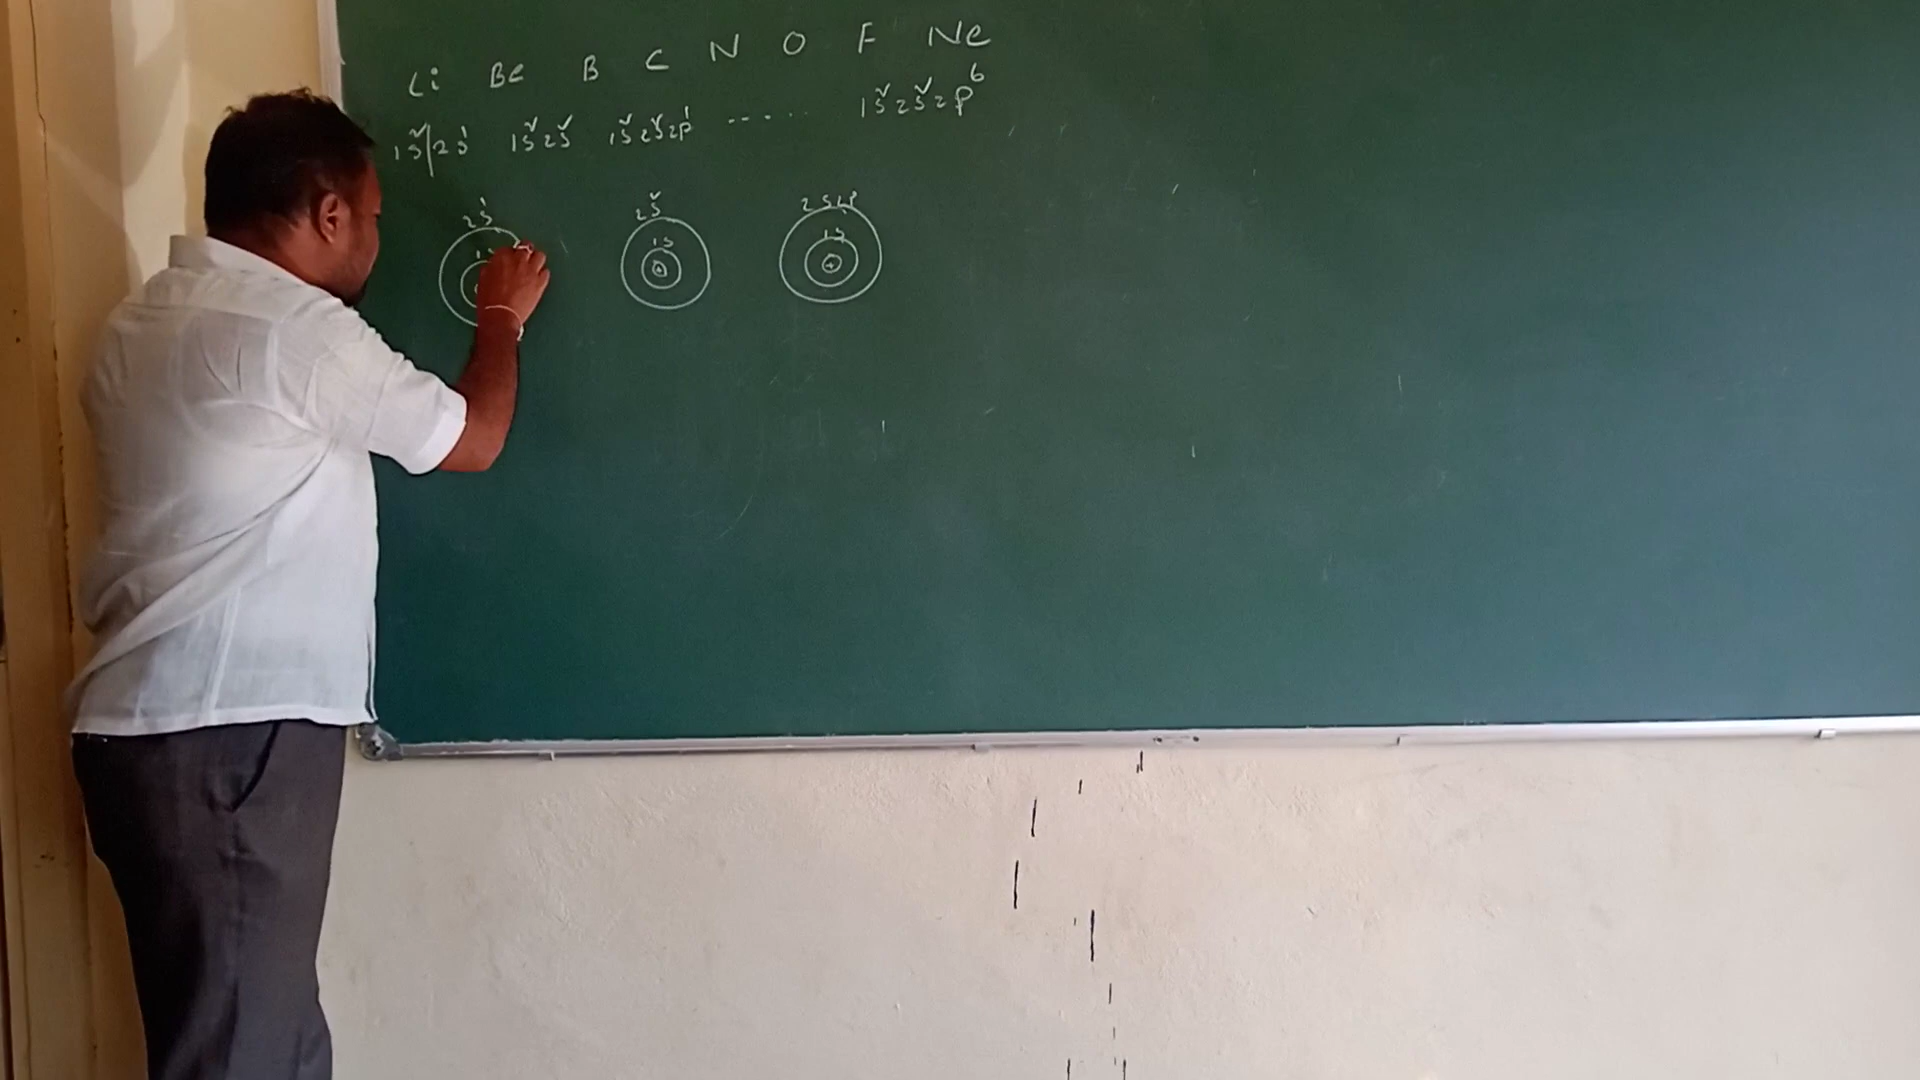 Li Be B C N O F Ne
1s²|2s¹ 1s²2s² 1s²2s²2p¹ ------- 1s²2s²2p⁶
2s¹ 2s² 2s2p
1s 1s 1s
+ +